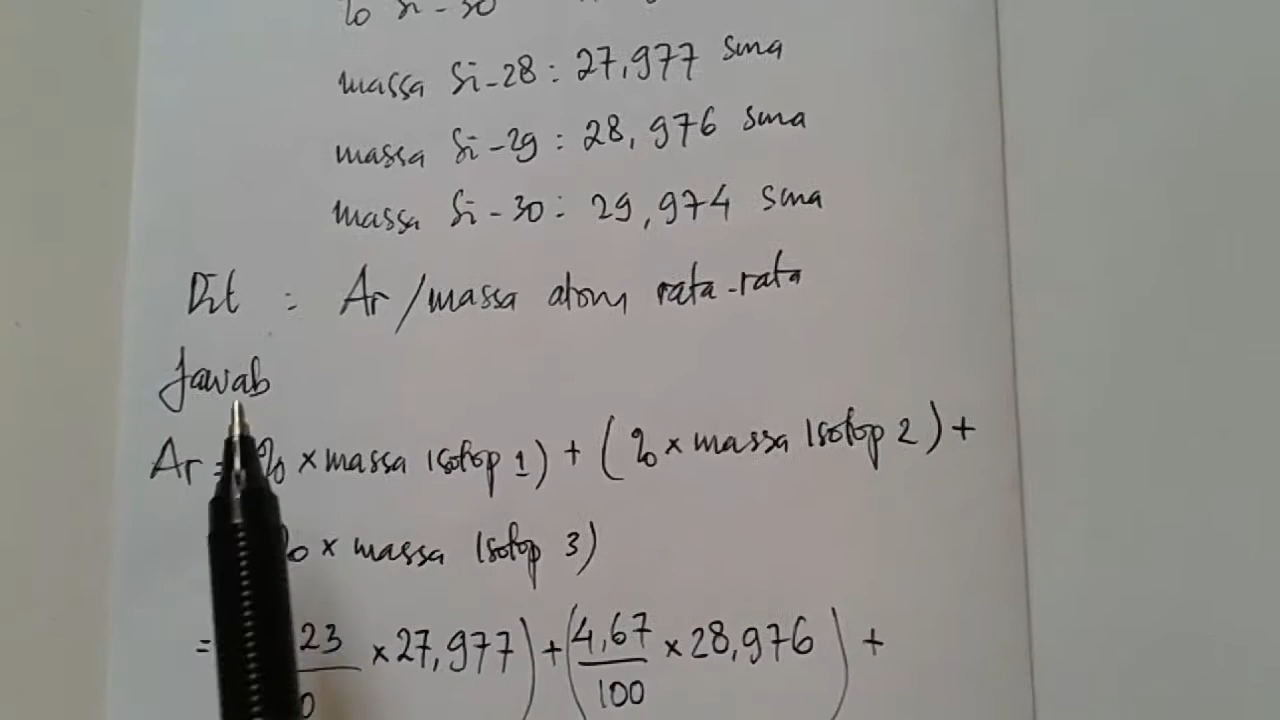 % Si - 30
massa Si-28 : 27,977 sma
massa Si-29 : 28,976 sma
massa Si-30 : 29,974 sma
Dit : Ar/massa atom rata-rata
Jawab
Ar = % x massa Isotop 1) + (% x massa Isotop 2) +
% x massa Isotop 3)
= 23 x 27,977) + (4,67/100 x 28,976) +